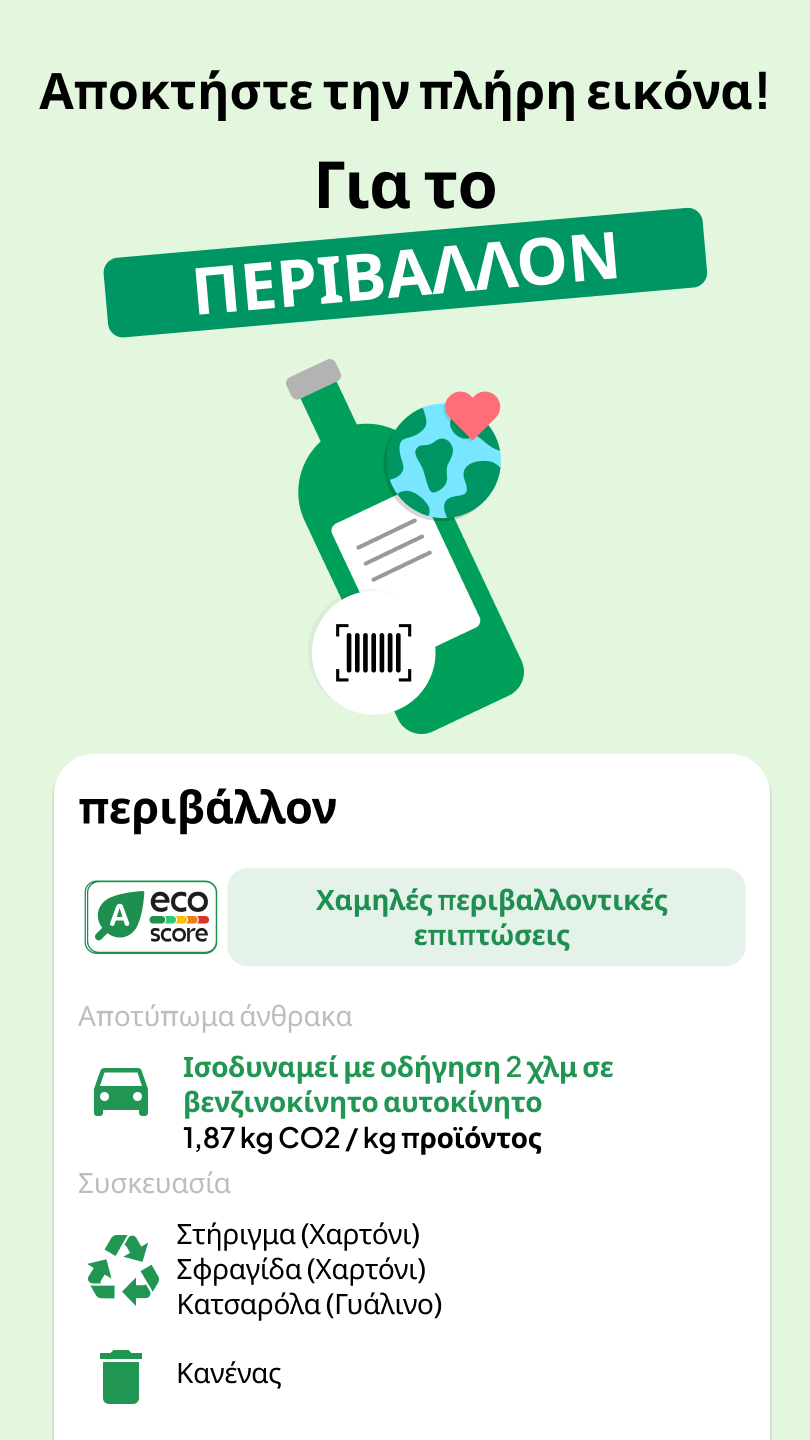 Αποκτήστε την πλήρη εικόνα!
Για το
ΠΕΡΙΒΑΛΛΟΝ
περιβάλλον
A eco
score
Χαμηλές περιβαλλοντικές
επιπτώσεις
Αποτύπωμα άνθρακα
Ισοδυναμεί με οδήγηση 2 χλμ σε
βενζινοκίνητο αυτοκίνητο
1,87 kg CO2 / kg προϊόντος
Συσκευασία
Στήριγμα (Χαρτόνι)
Σφραγίδα (Χαρτόνι)
Κατσαρόλα (Γυάλινο)
Κανένας